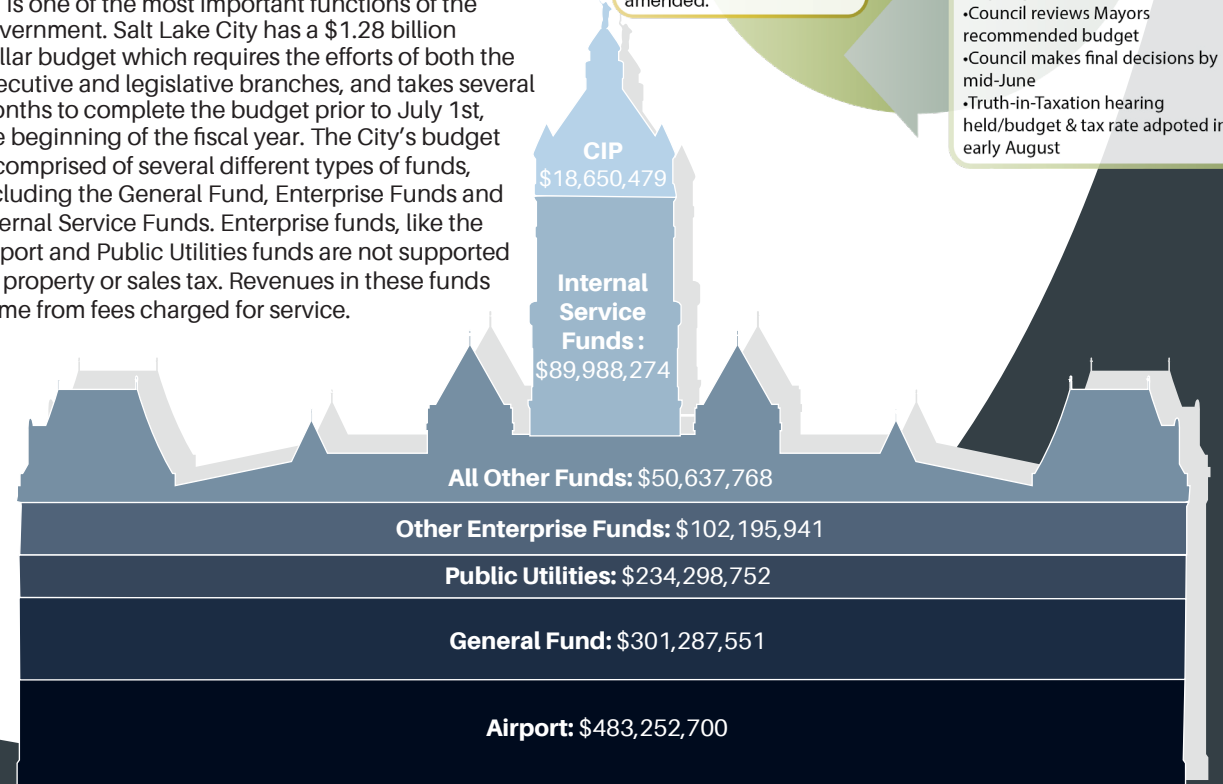 is one of the most important functions of the
vernment. Salt Lake City has a $1.28 billion
llar budget which requires the efforts of both the
ecutive and legislative branches, and takes several
onths to complete the budget prior to July 1st,
e beginning of the fiscal year. The City's budget
comprised of several different types of funds,
cluding the General Fund, Enterprise Funds and
ternal Service Funds. Enterprise funds, like the
port and Public Utilities funds are not supported
property or sales tax. Revenues in these funds
me from fees charged for service.
amended.
•Council reviews Mayors
recommended budget
•Council makes final decisions by
mid-June
•Truth-in-Taxation hearing
held/budget & tax rate adpoted in
early August
CIP
$18,650,479
Internal
Service
Funds:
$89,988,274
All Other Funds: $50,637,768
Other Enterprise Funds: $102,195,941
Public Utilities: $234,298,752
General Fund: $301,287,551
Airport: $483,252,700